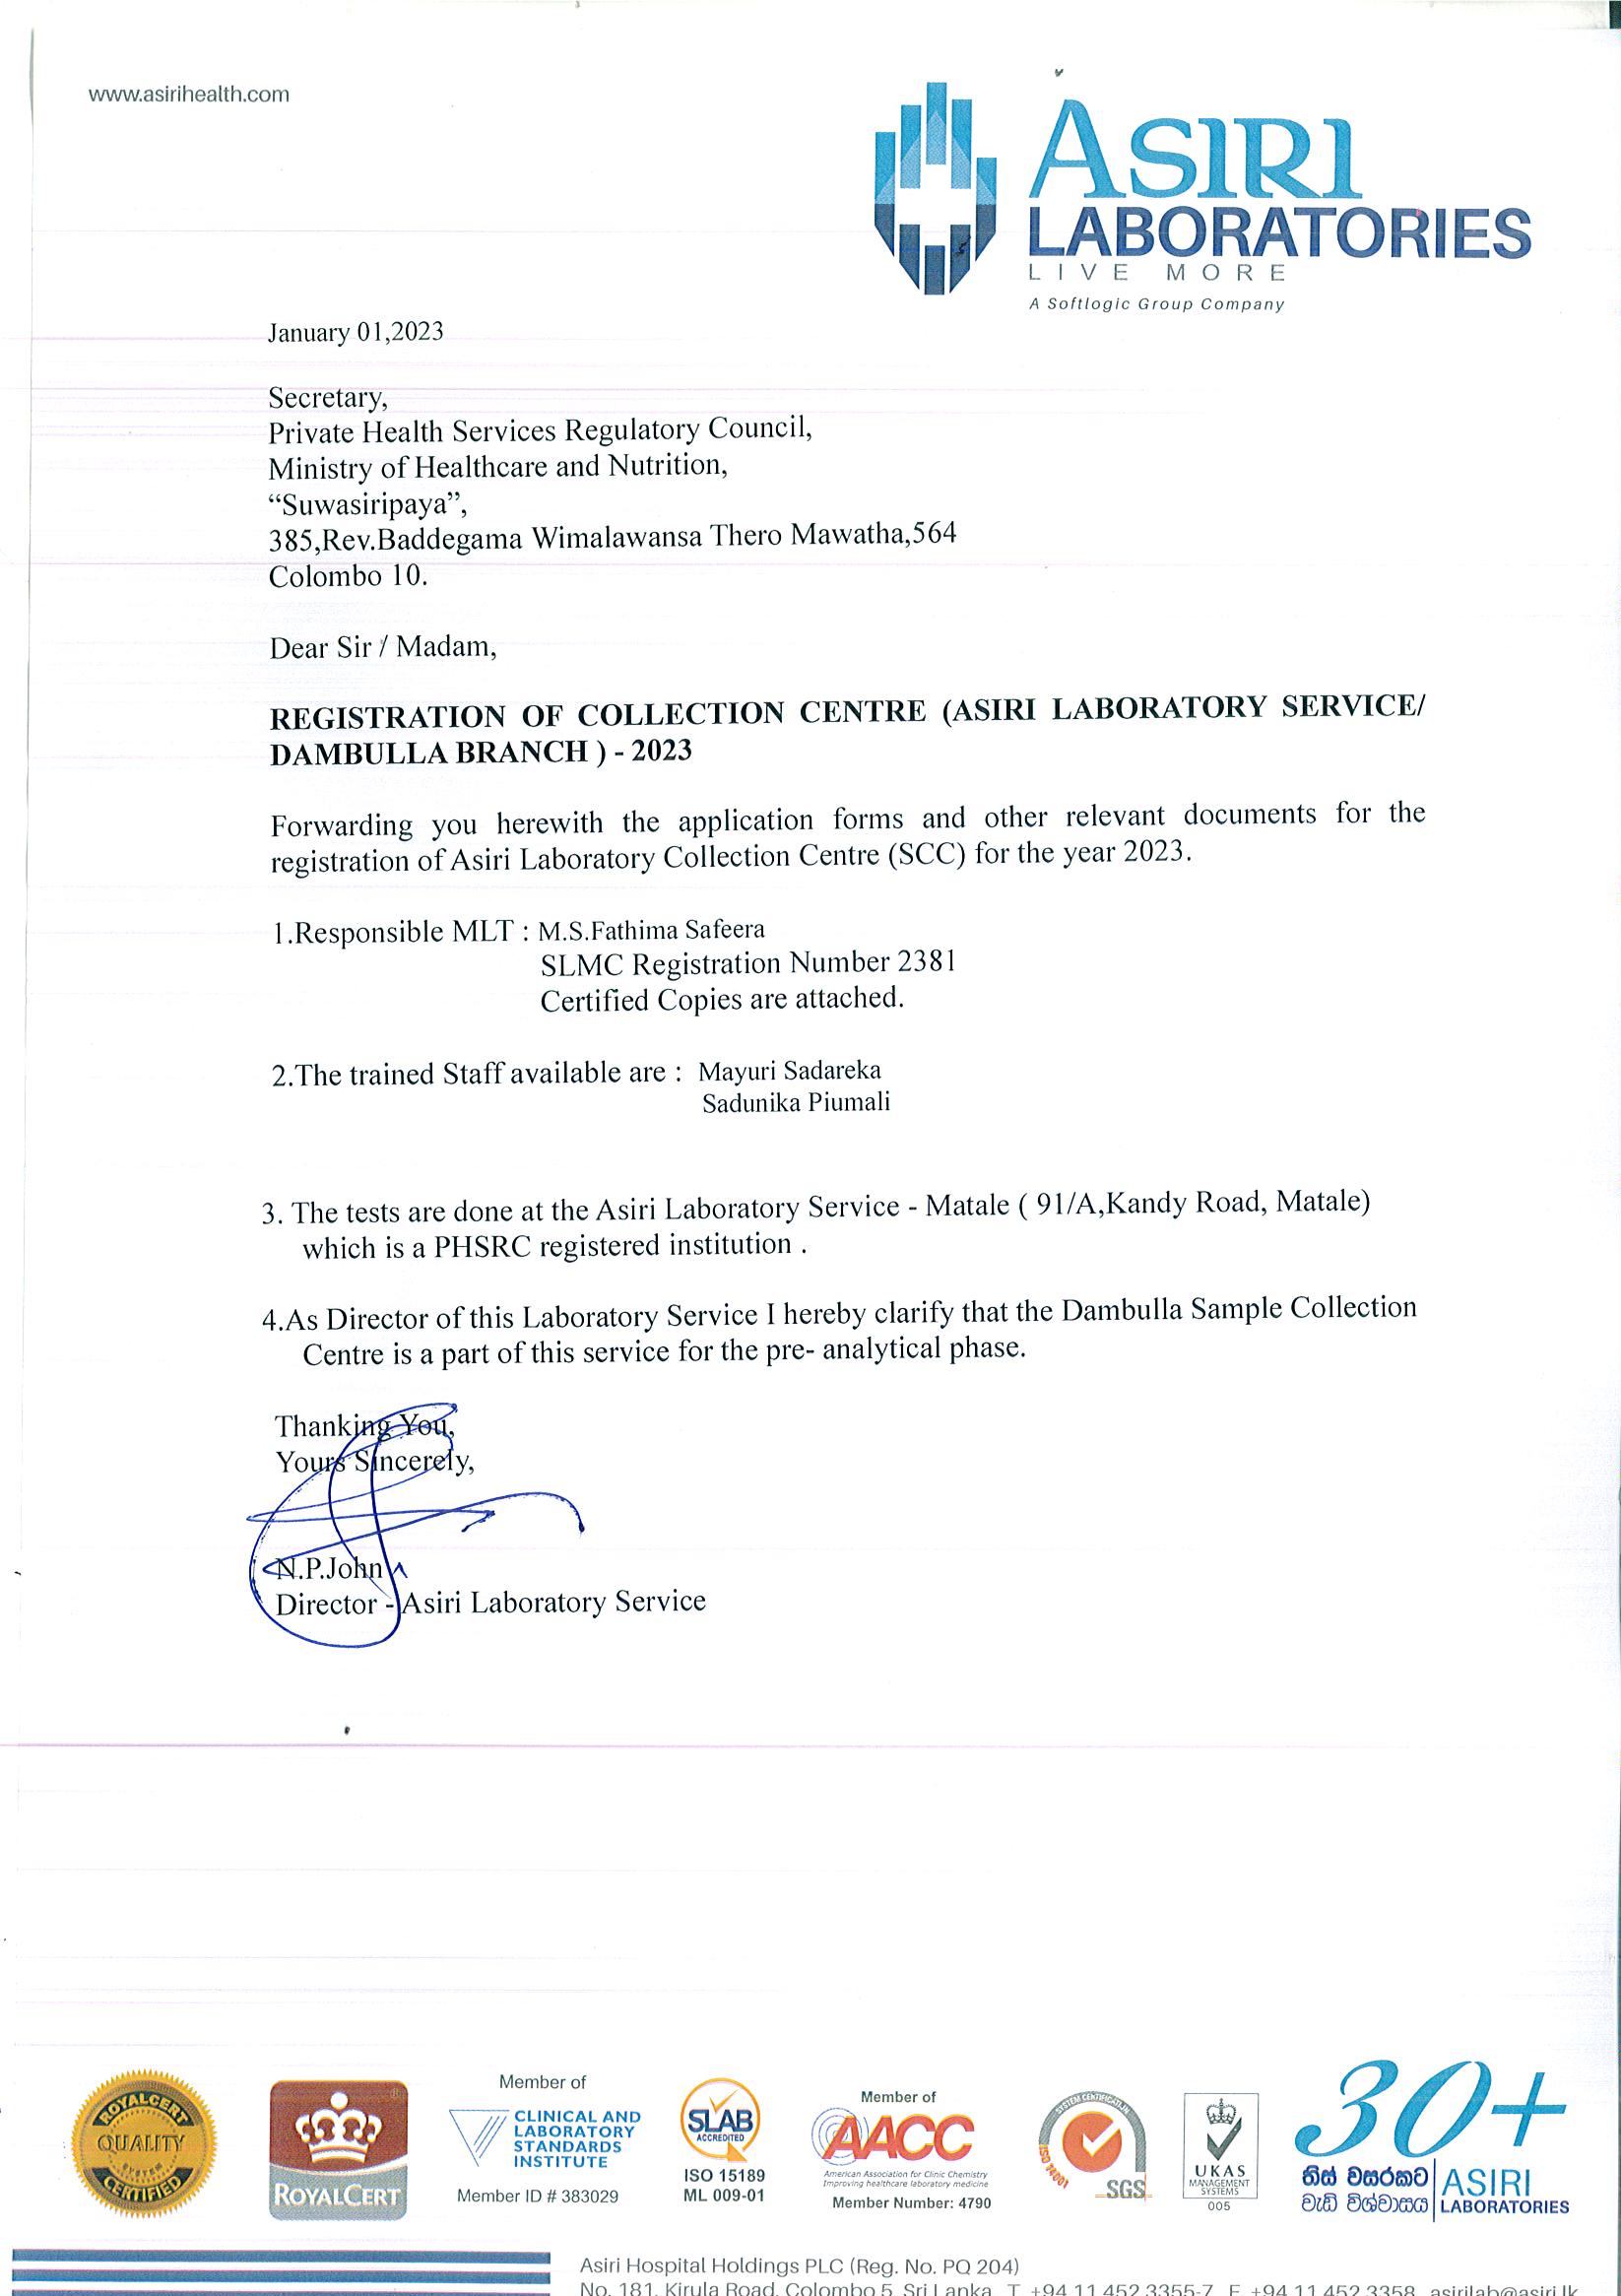 www.asirihealth.com
ASIRI
LABORATORIES
LIVE MORE
A Softlogic Group Company
January 01,2023
Secretary,
Private Health Services Regulatory Council,
Ministry of Healthcare and Nutrition,
“Suwasiripaya”,
385,Rev.Baddegama Wimalawansa Thero Mawatha,564
Colombo 10.
Dear Sir / Madam,
REGISTRATION OF COLLECTION CENTRE (ASIRI LABORATORY SERVICE/
DAMBULLA BRANCH ) - 2023
Forwarding you herewith the application forms and other relevant documents for the
registration of Asiri Laboratory Collection Centre (SCC) for the year 2023.
1.Responsible MLT : M.S.Fathima Safeera
SLMC Registration Number 2381
Certified Copies are attached.
2.The trained Staff available are : Mayuri Sadareka
Sadunika Piumali
3. The tests are done at the Asiri Laboratory Service - Matale ( 91/A,Kandy Road, Matale)
which is a PHSRC registered institution .
4.As Director of this Laboratory Service I hereby clarify that the Dambulla Sample Collection
Centre is a part of this service for the pre- analytical phase.
Thanking You,
Yours Sincerely,
N.P.John
Director - Asiri Laboratory Service
ROYALCERT
QUALITY
SYSTEM
CERTIFIED
ROYALCERT
Member of
CLINICAL AND
LABORATORY
STANDARDS
INSTITUTE
Member ID # 383029
SLAB
ACCREDITED
ISO 15189
ML 009-01
Member of
AACC
American Association for Clinic Chemistry
Improving healthcare laboratory medicine
Member Number: 4790
SYSTEM CERTIFICATION
ISO 14001
SGS
UKAS
MANAGEMENT
SYSTEMS
005
30+
තිස් වසරකට
වැඩි විශ්වාසය
ASIRI
LABORATORIES
Asiri Hospital Holdings PLC (Reg. No. PQ 204)
No. 181, Kirula Road, Colombo 5, Sri Lanka. T +94 11 452 3355-7 F +94 11 452 3358 asirilab@asiri.lk